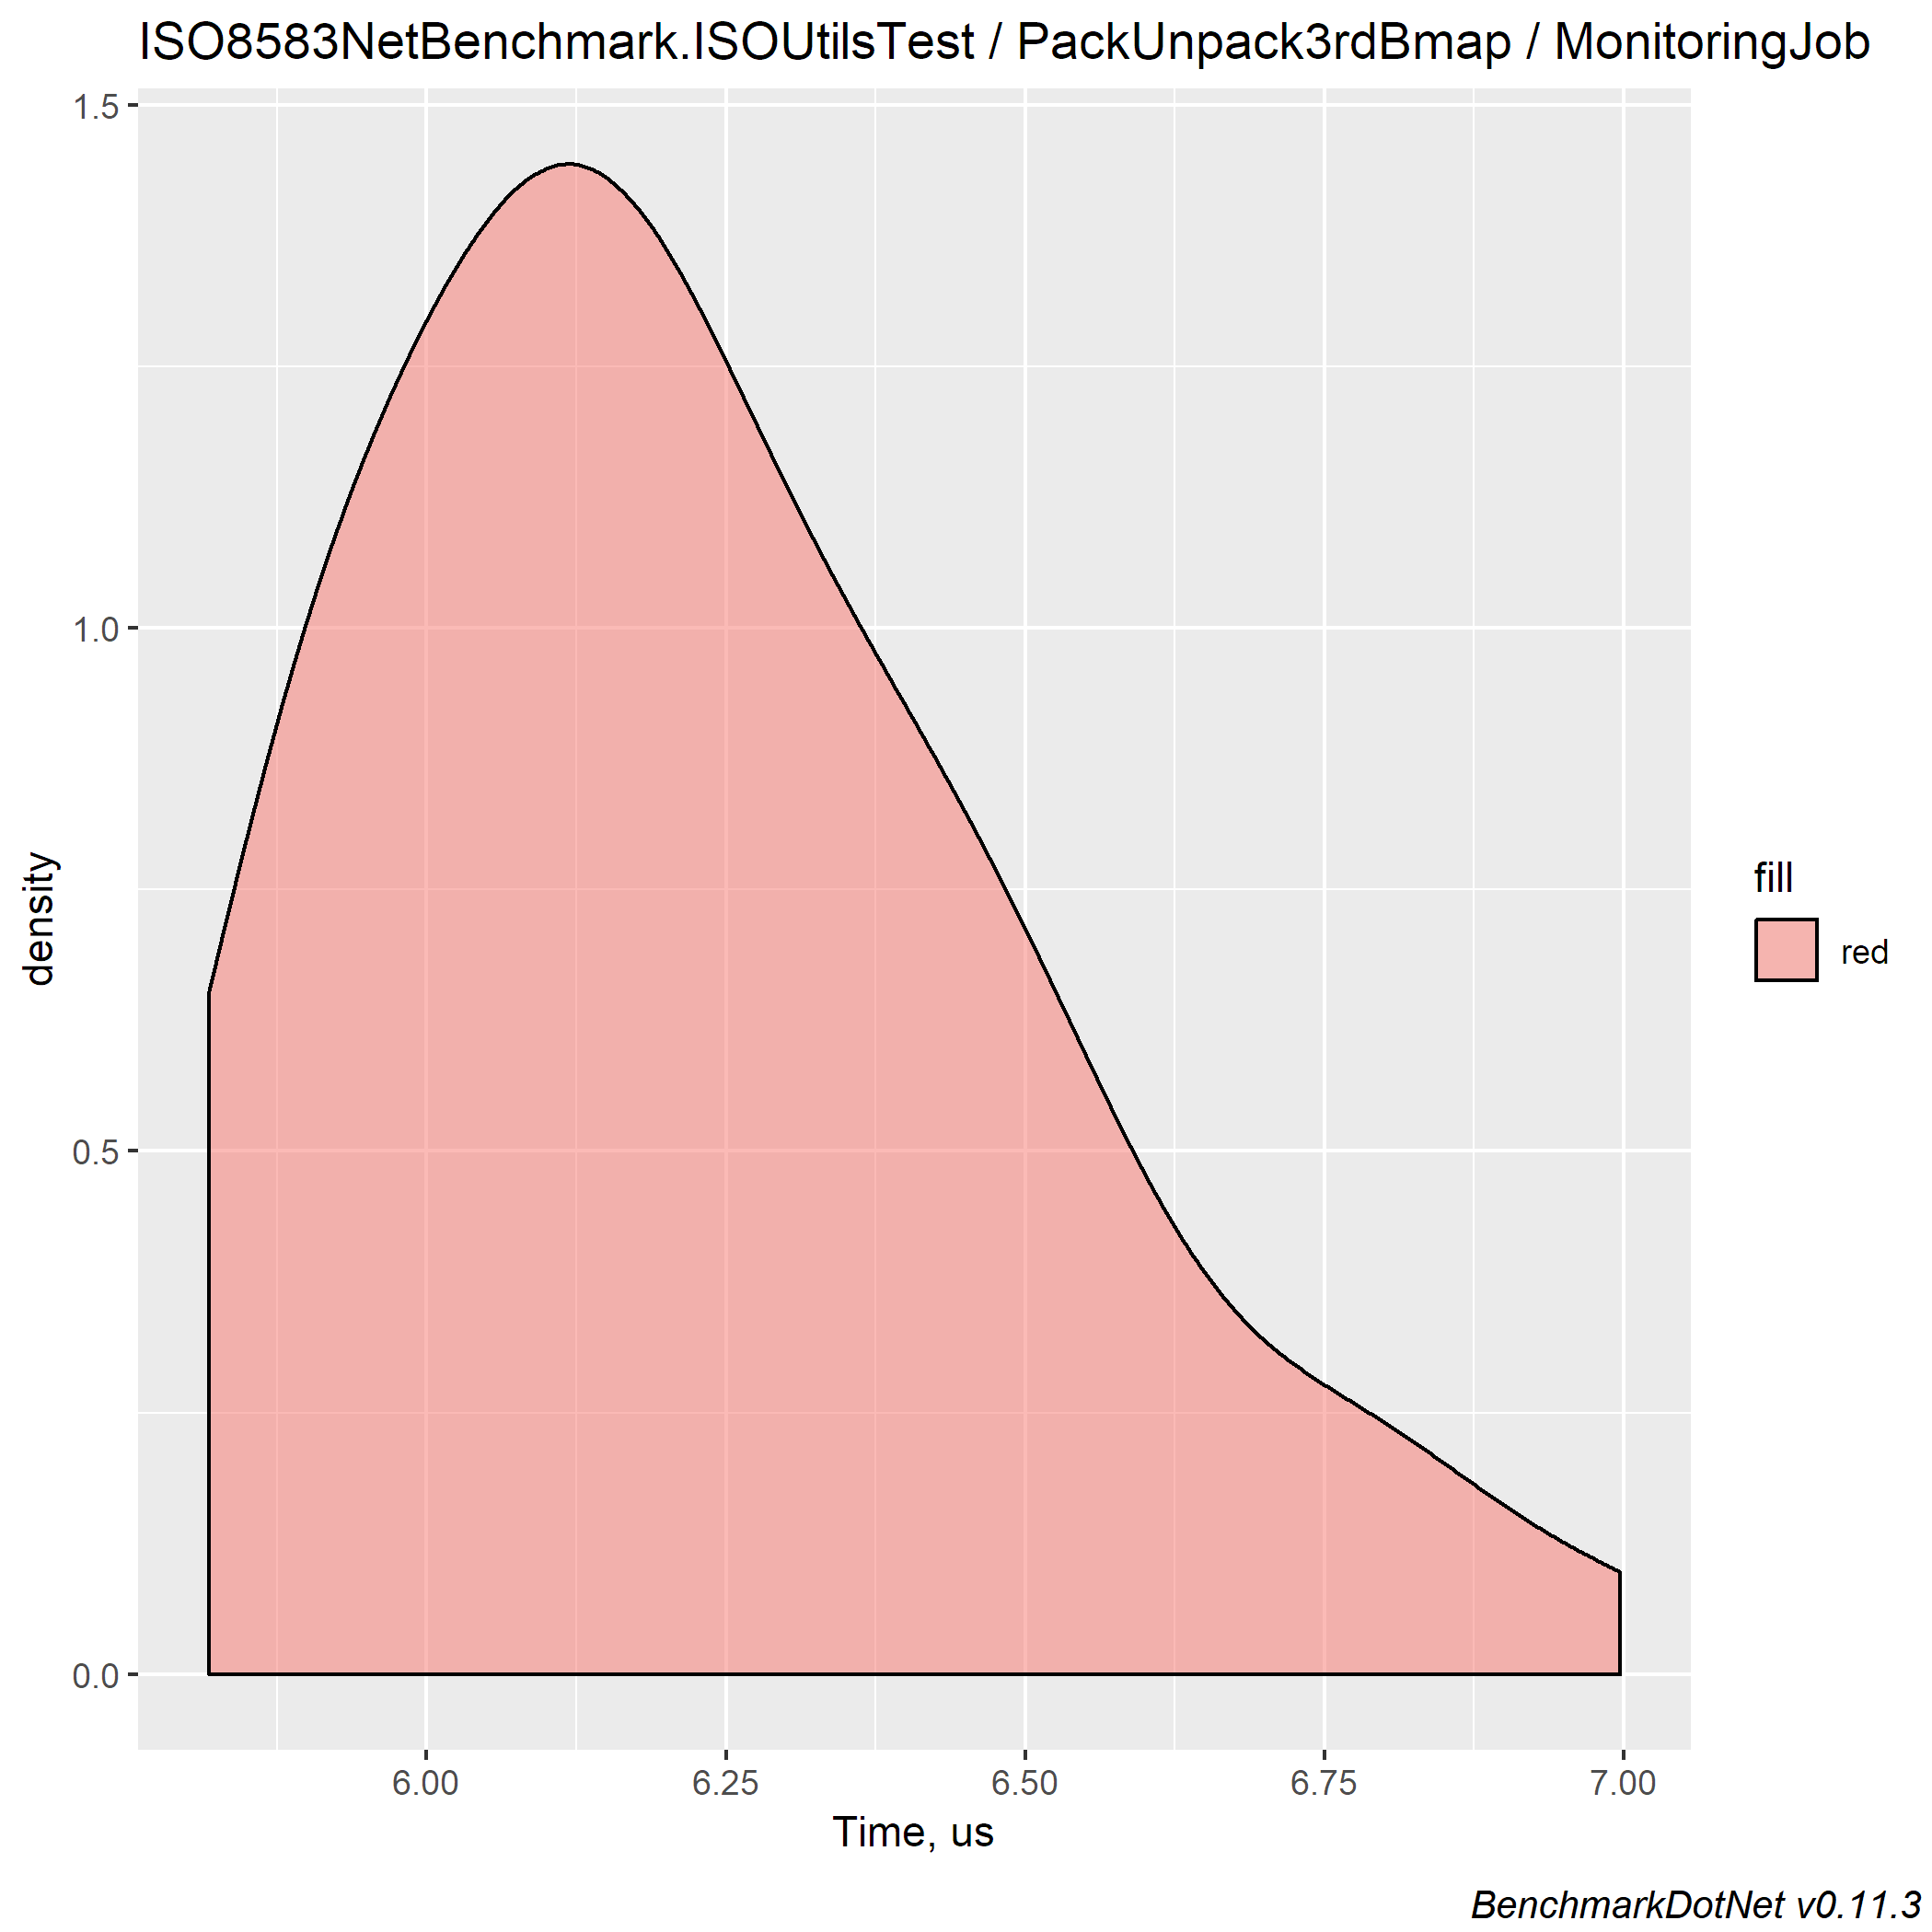 ISO8583NetBenchmark.ISOUtilsTest / PackUnpack3rdBmap / MonitoringJob
1.5
1.0
0.5
0.0
density
6.00 6.25 6.50 6.75 7.00
Time, us
fill
red
BenchmarkDotNet v0.11.3